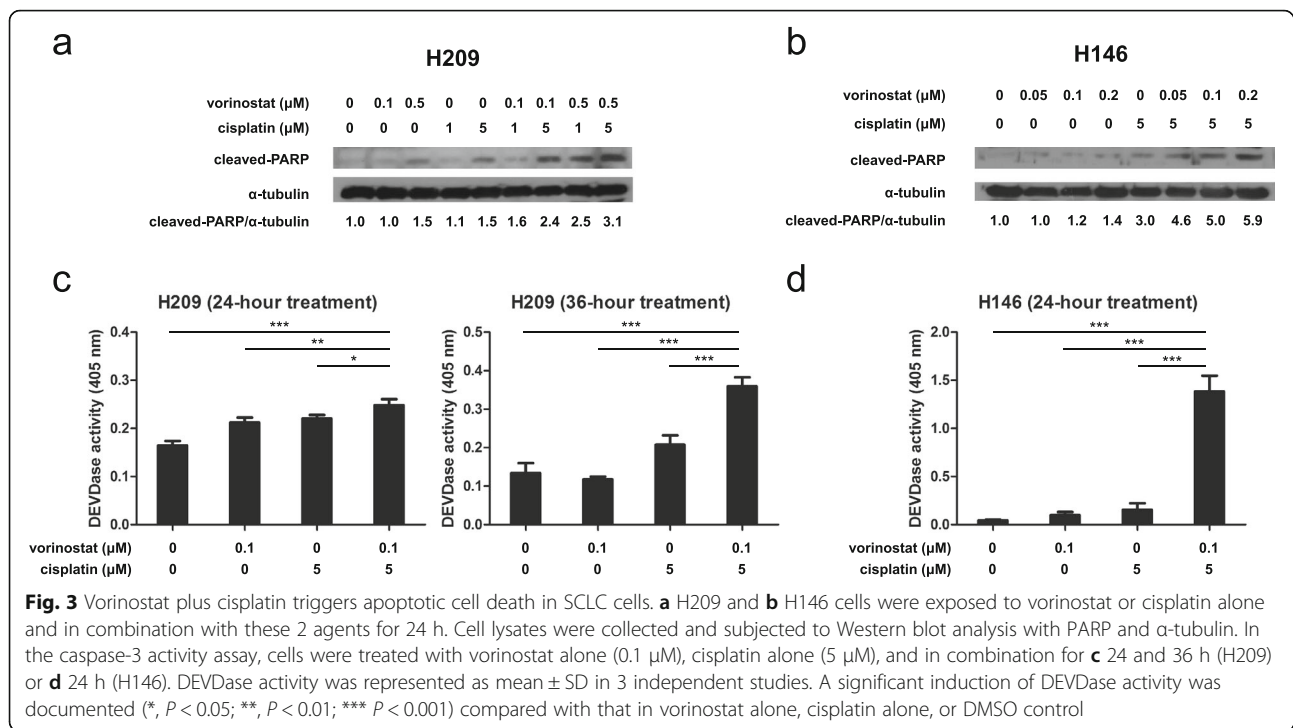 a
H209
vorinostat (µM) 0 0.1 0.5 0 0 0.1 0.1 0.5 0.5
cisplatin (µM) 0 0 0 1 5 1 5 1 5
cleaved-PARP
α-tubulin
cleaved-PARP/α-tubulin 1.0 1.0 1.5 1.1 1.5 1.6 2.4 2.5 3.1
b
H146
vorinostat (µM) 0 0.05 0.1 0.2 0 0.05 0.1 0.2
cisplatin (µM) 0 0 0 0 5 5 5 5
cleaved-PARP
α-tubulin
cleaved-PARP/α-tubulin 1.0 1.0 1.2 1.4 3.0 4.6 5.0 5.9
c
H209 (24-hour treatment)
DEVDase activity (405 nm)
0.4
0.3
0.2
0.1
0.0
***
**
*
vorinostat (µM) 0 0.1 0 0.1
cisplatin (µM) 0 0 5 5
H209 (36-hour treatment)
DEVDase activity (405 nm)
0.5
0.4
0.3
0.2
0.1
0.0
***
***
***
0 0.1 0 0.1
0 0 5 5
d
H146 (24-hour treatment)
DEVDase activity (405 nm)
2.0
1.5
1.0
0.5
0.0
***
***
***
vorinostat (µM) 0 0.1 0 0.1
cisplatin (µM) 0 0 5 5
Fig. 3 Vorinostat plus cisplatin triggers apoptotic cell death in SCLC cells. a H209 and b H146 cells were exposed to vorinostat or cisplatin alone
and in combination with these 2 agents for 24 h. Cell lysates were collected and subjected to Western blot analysis with PARP and α-tubulin. In
the caspase-3 activity assay, cells were treated with vorinostat alone (0.1 µM), cisplatin alone (5 µM), and in combination for c 24 and 36 h (H209)
or d 24 h (H146). DEVDase activity was represented as mean ± SD in 3 independent studies. A significant induction of DEVDase activity was
documented (*, P < 0.05; **, P < 0.01; *** P < 0.001) compared with that in vorinostat alone, cisplatin alone, or DMSO control